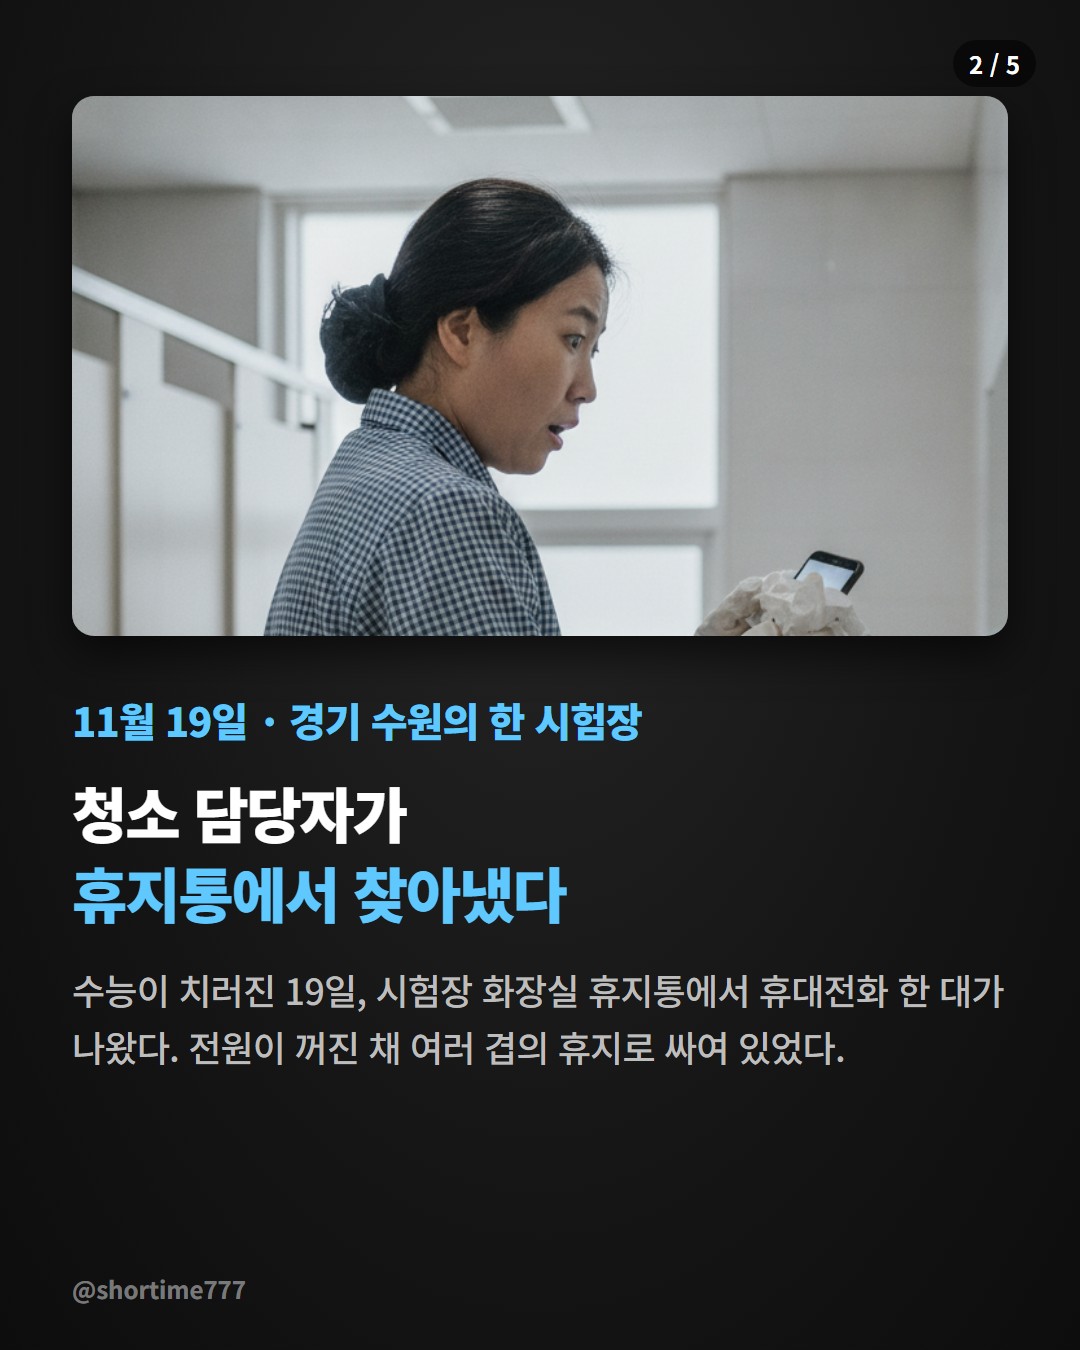 2 / 5
11월 19일 · 경기 수원의 한 시험장
청소 담당자가
휴지통에서 찾아냈다
수능이 치러진 19일, 시험장 화장실 휴지통에서 휴대전화 한 대가
나왔다. 전원이 꺼진 채 여러 겹의 휴지로 싸여 있었다.
@shortime777